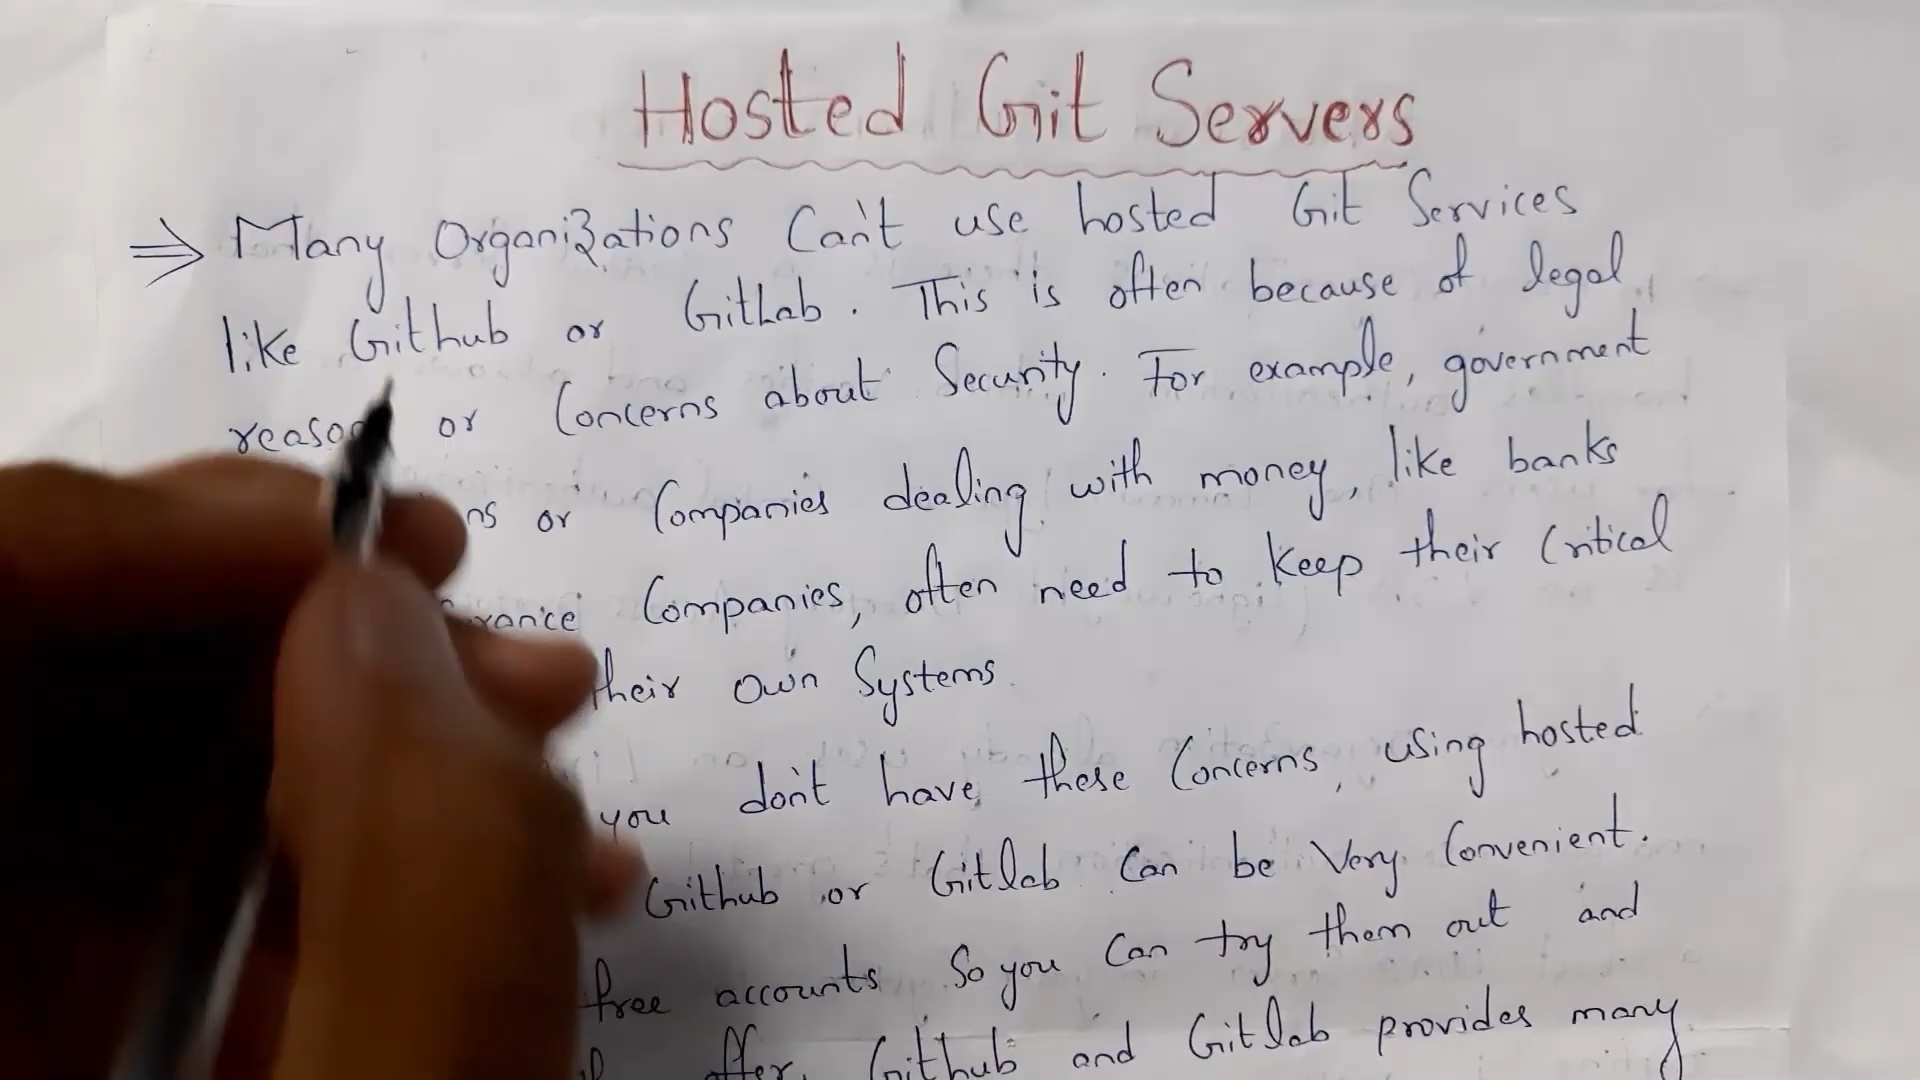 Hosted Git Servers
⇒ Many Organizations Can't use hosted Git Services
like Github or GitLab. This is often because of legal
or Concerns about Security. For example, government
or Companies dealing with money, like banks
Companies, often need to keep their Critical
their own Systems
you don't have these Concerns, using hosted
Github or Gitlab Can be Very Convenient.
free accounts So you Can try them out and
offer. Github and Gitlab provides many